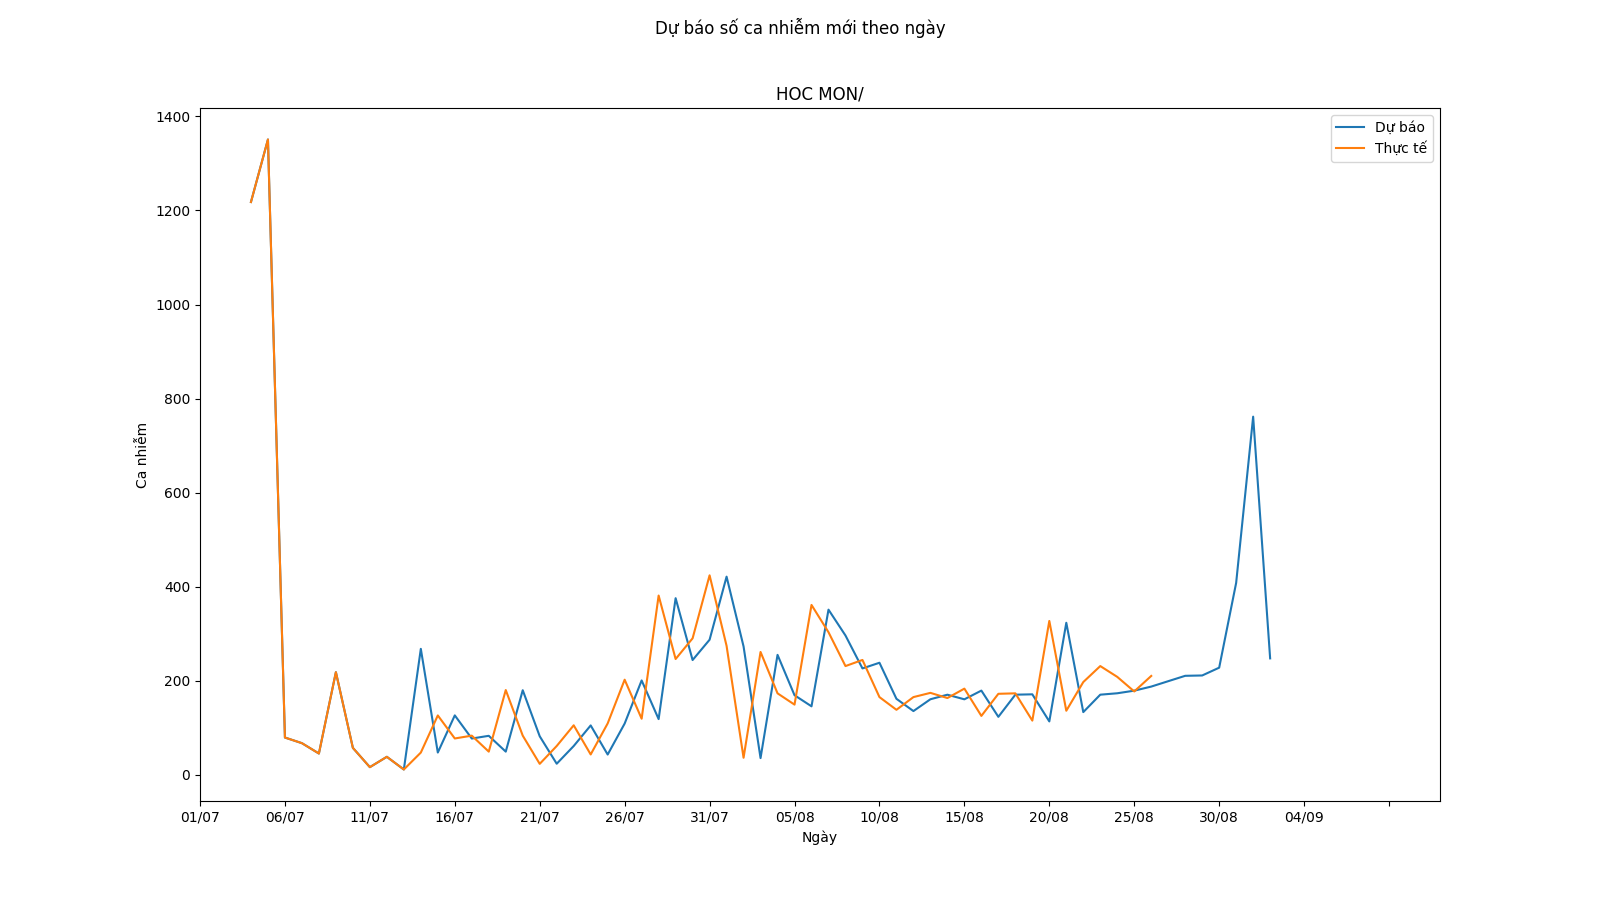 Dự báo số ca nhiễm mới theo ngày
HOC MON/
Dự báo
Thực tế
1400
1200
1000
800
600
400
200
0
Ca nhiễm
01/07 06/07 11/07 16/07 21/07 26/07 31/07 05/08 10/08 15/08 20/08 25/08 30/08 04/09
Ngày